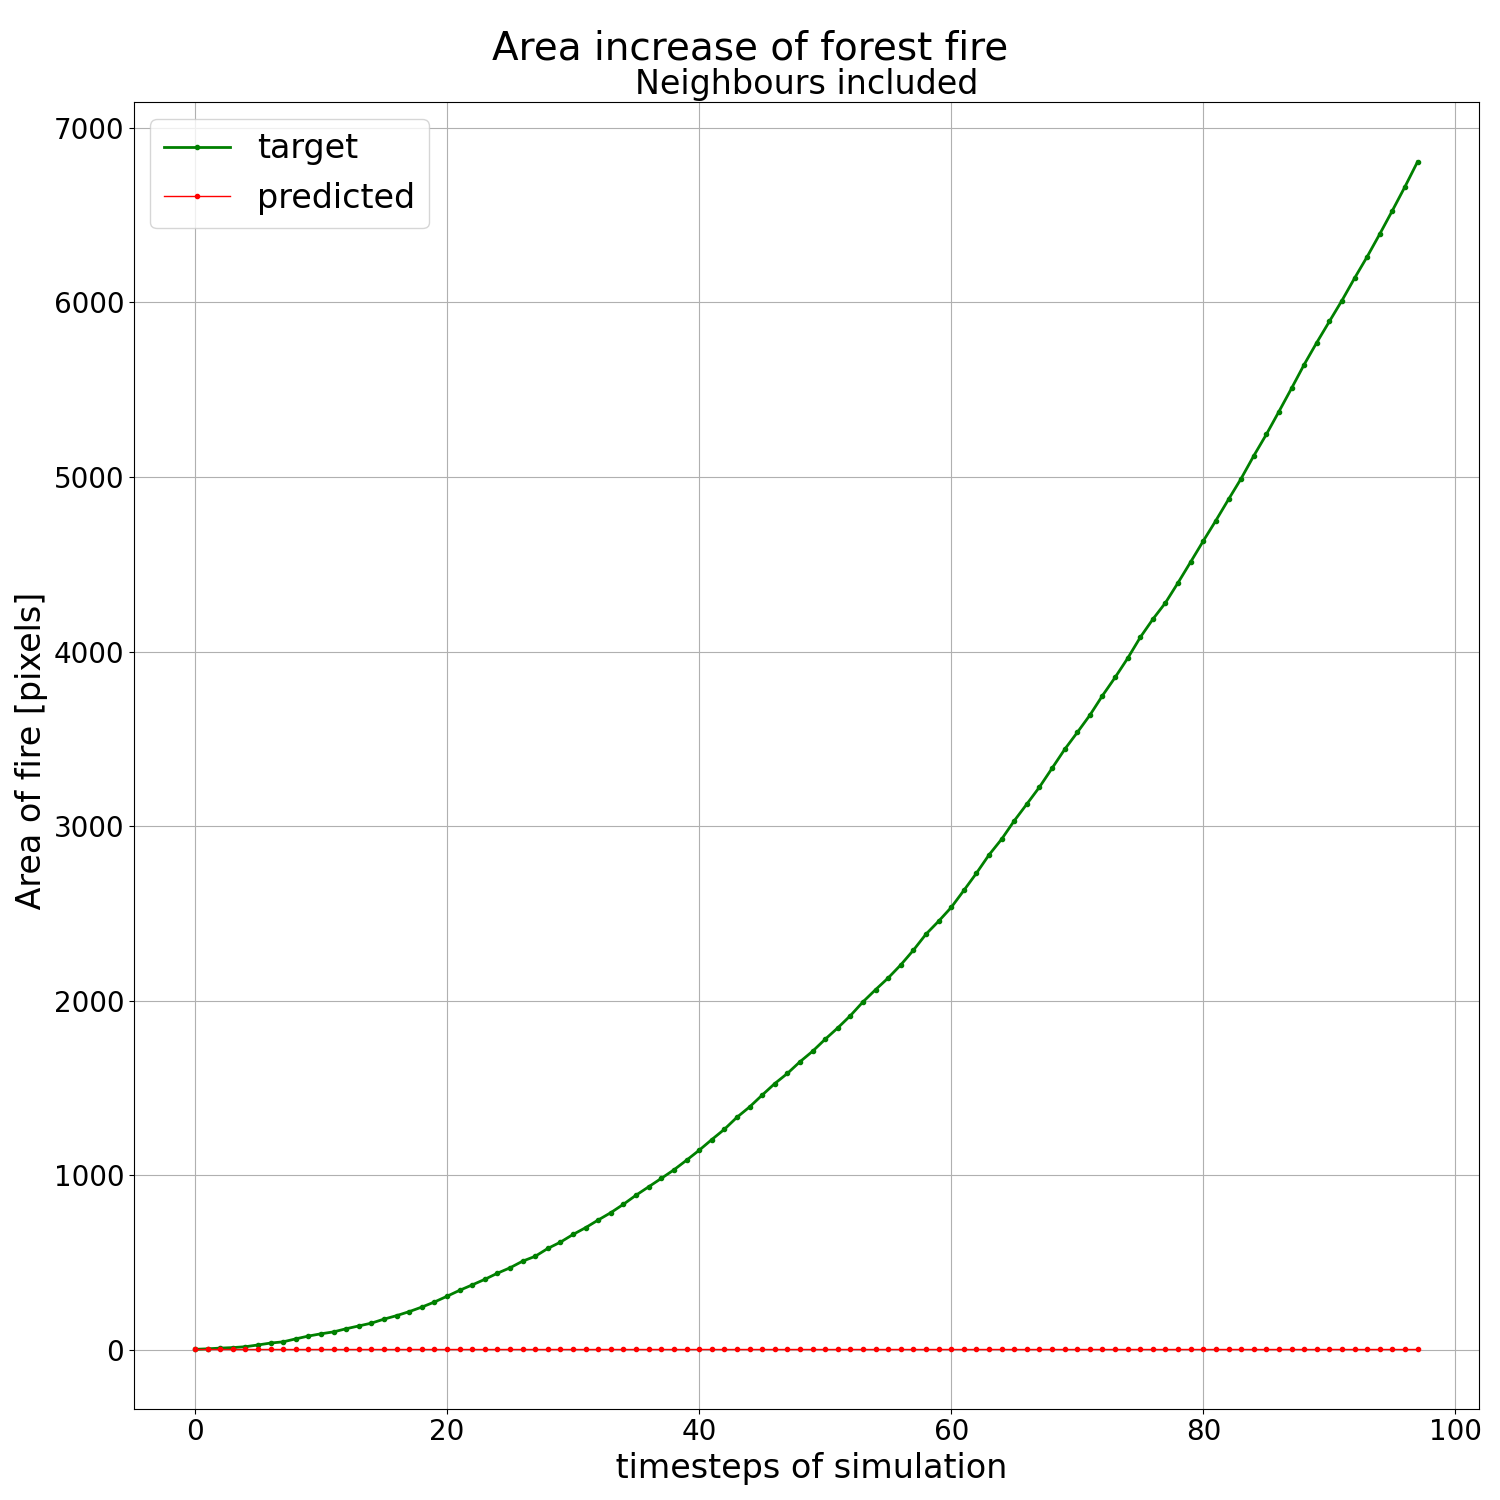 Area increase of forest fire
Neighbours included
target
predicted
7000
6000
5000
4000
3000
2000
1000
0
Area of fire [pixels]
0 20 40 60 80 100
timesteps of simulation